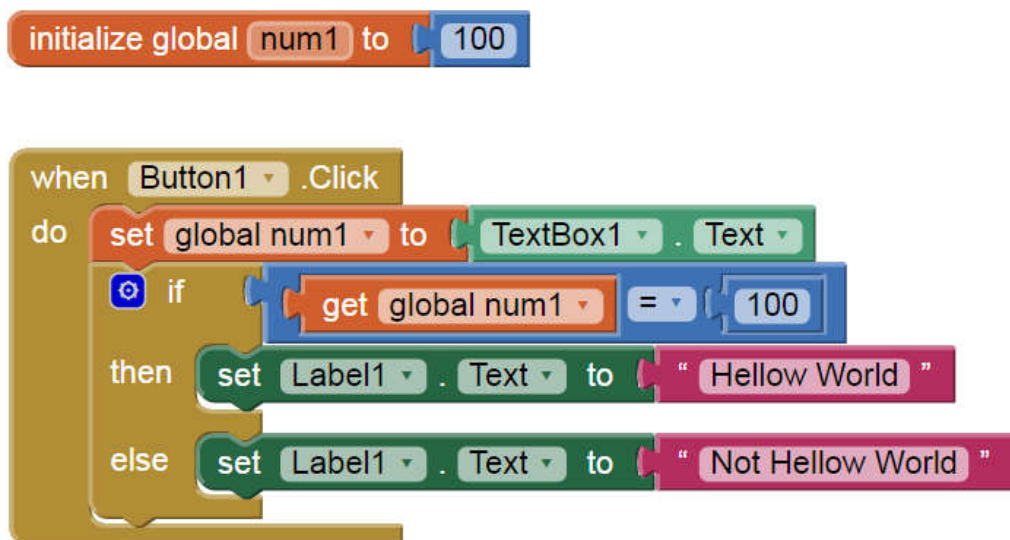 initialize global num1 to 100
when Button1 .Click
do set global num1 to TextBox1 . Text
if get global num1 = 100
then set Label1 . Text to “ Hellow World ”
else set Label1 . Text to “ Not Hellow World ”